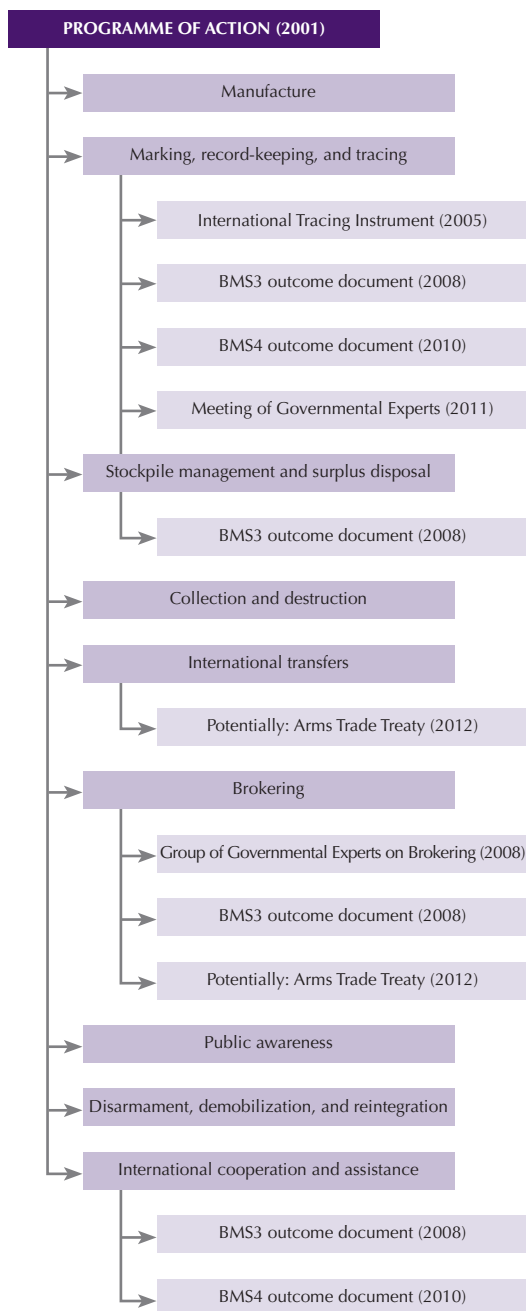 PROGRAMME OF ACTION (2001)
Manufacture
Marking, record-keeping, and tracing
International Tracing Instrument (2005)
BMS3 outcome document (2008)
BMS4 outcome document (2010)
Meeting of Governmental Experts (2011)
Stockpile management and surplus disposal
BMS3 outcome document (2008)
Collection and destruction
International transfers
Potentially: Arms Trade Treaty (2012)
Brokering
Group of Governmental Experts on Brokering (2008)
BMS3 outcome document (2008)
Potentially: Arms Trade Treaty (2012)
Public awareness
Disarmament, demobilization, and reintegration
International cooperation and assistance
BMS3 outcome document (2008)
BMS4 outcome document (2010)